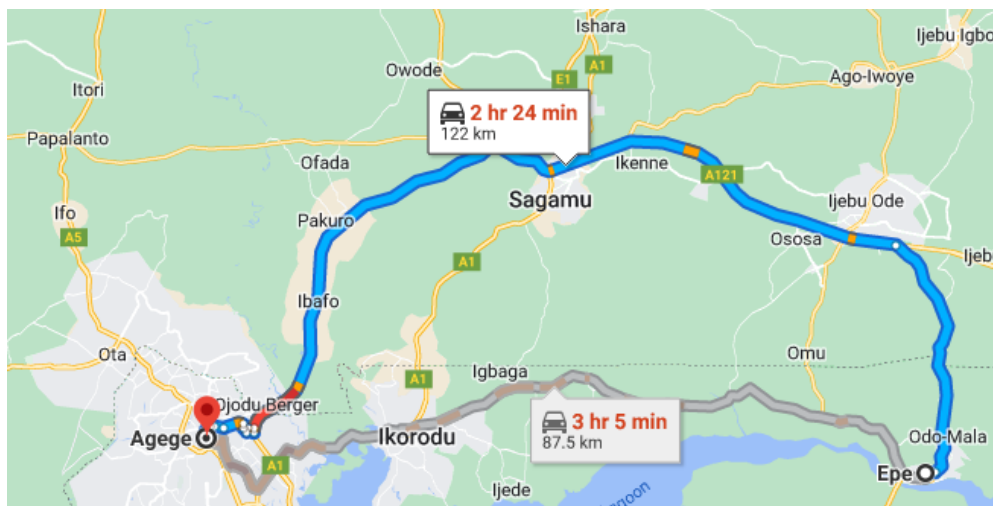 Ishara
Ijebu Igbo
E1
A1
Owode
Ago-Iwoye
Itori
2 hr 24 min
122 km
Papalanto
Ofada
Ikenne
A121
Sagamu
Ijebu Ode
Ifo
Pakuro
A5
Ososa
Ijeb
A1
Ibafo
Ota
Omu
Igbaga
A1
Ojodu Berger
3 hr 5 min
87.5 km
Agege
Ikorodu
Odo-Mala
A1
Epe
Ijede
goon